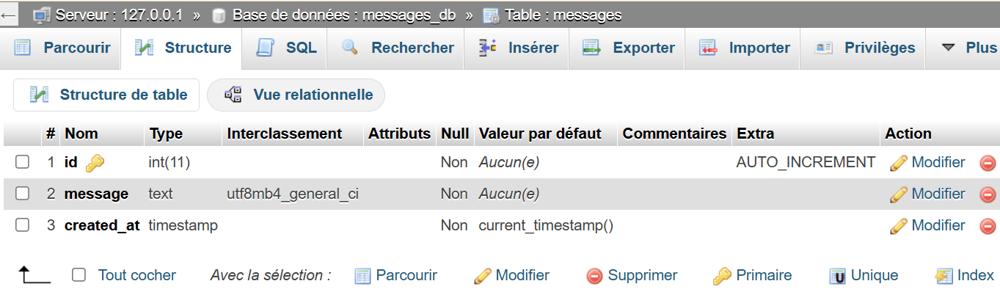 ← Serveur : 127.0.0.1 » Base de données : messages_db » Table : messages
Parcourir Structure SQL Rechercher Insérer Exporter Importer Privilèges Plus
Structure de table Vue relationnelle
# Nom Type Interclassement Attributs Null Valeur par défaut Commentaires Extra Action
1 id int(11) Non Aucun(e) AUTO_INCREMENT Modifier
2 message text utf8mb4_general_ci Non Aucun(e) Modifier
3 created_at timestamp Non current_timestamp() Modifier
Tout cocher Avec la sélection : Parcourir Modifier Supprimer Primaire U Unique Index